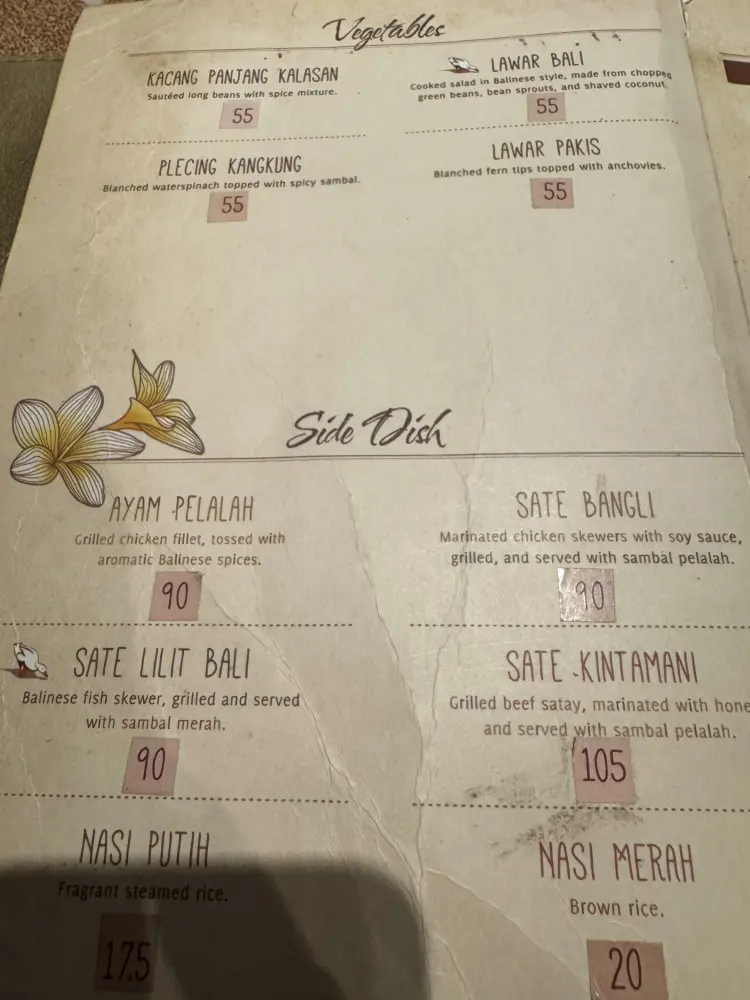 Vegetables
KACANG PANJANG KALASAN
Sautéed long beans with spice mixture.
55
LAWAR BALI
Cooked salad in Balinese style, made from chopped
green beans, bean sprouts, and shaved coconut.
55
PLECING KANGKUNG
Blanched waterspinach topped with spicy sambal.
55
LAWAR PAKIS
Blanched fern tips topped with anchovies.
55
Side Dish
AYAM PELALAH
Grilled chicken fillet, tossed with
aromatic Balinese spices.
90
SATE BANGLI
Marinated chicken skewers with soy sauce,
grilled, and served with sambal pelalah.
90
SATE LILIT BALI
Balinese fish skewer, grilled and served
with sambal merah.
90
SATE KINTAMANI
Grilled beef satay, marinated with hone
and served with sambal pelalah.
105
NASI PUTIH
Fragrant steamed rice.
17.5
NASI MERAH
Brown rice.
20